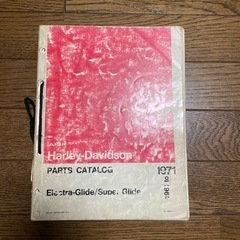 Harley-Davidson
PARTS CATALOG 1971
Electra-Glide/Super Glide